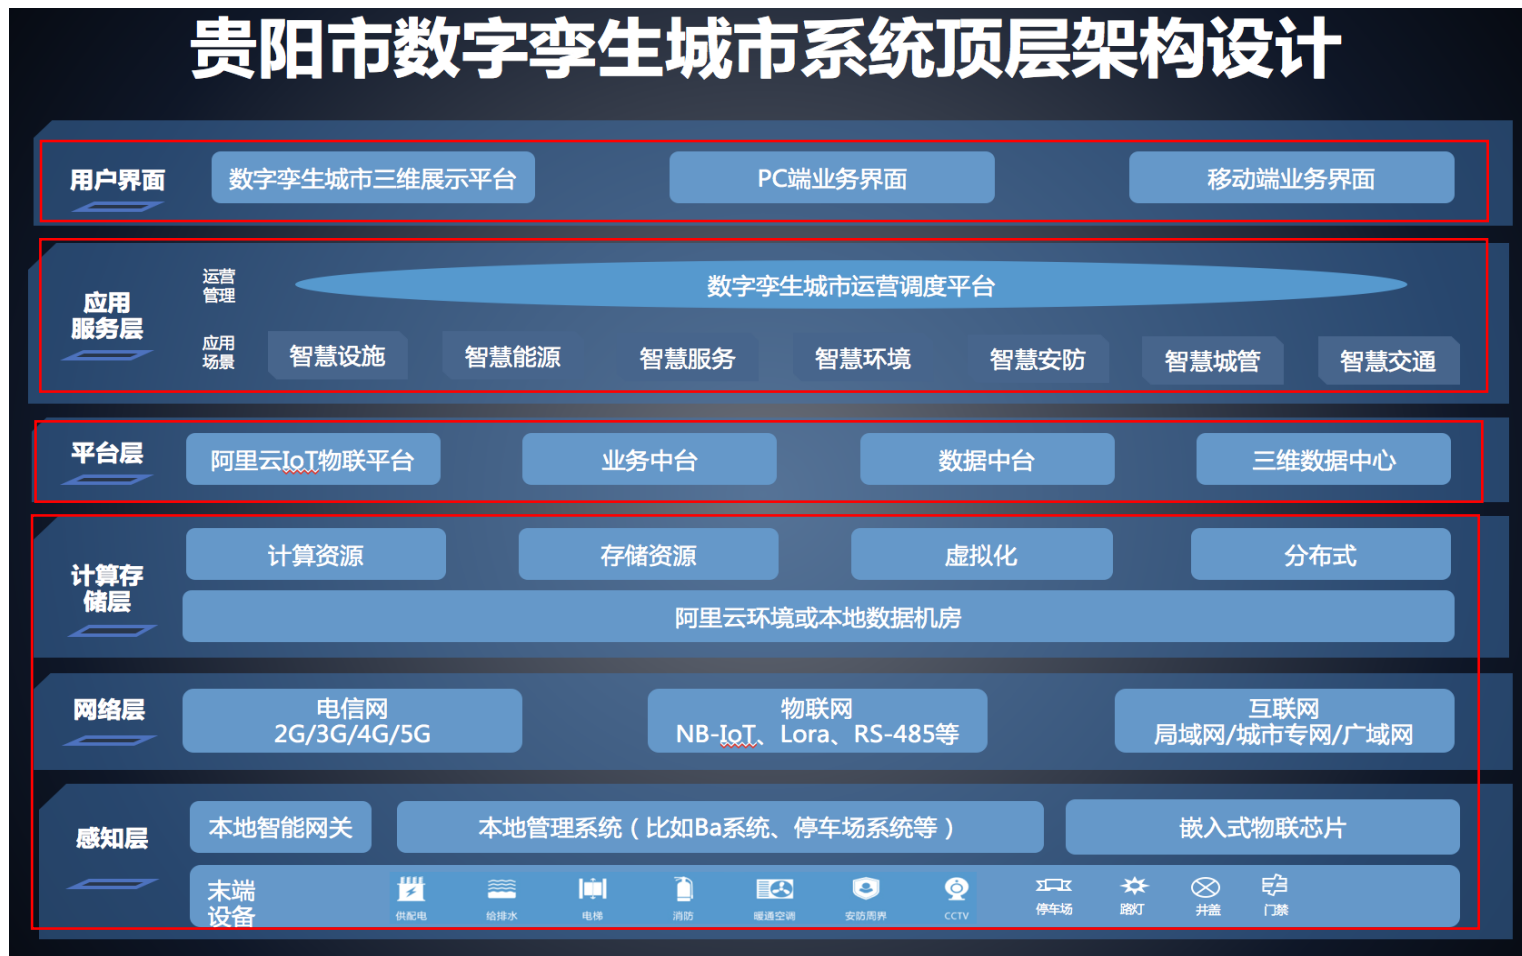 贵阳市数字孪生城市系统顶层架构设计
用户界面
数字孪生城市三维展示平台
PC端业务界面
移动端业务界面
应用
服务层
运营
管理
数字孪生城市运营调度平台
应用
场景
智慧设施
智慧能源
智慧服务
智慧环境
智慧安防
智慧城管
智慧交通
平台层
阿里云IoT物联平台
业务中台
数据中台
三维数据中心
计算存
储层
计算资源
存储资源
虚拟化
分布式
阿里云环境或本地数据机房
网络层
电信网
2G/3G/4G/5G
物联网
NB-IoT、Lora、RS-485等
互联网
局域网/城市专网/广域网
感知层
本地智能网关
本地管理系统（比如Ba系统、停车场系统等）
嵌入式物联芯片
末端
设备
供配电
给排水
电梯
消防
暖通空调
安防周界
CCTV
停车场
路灯
井盖
门禁